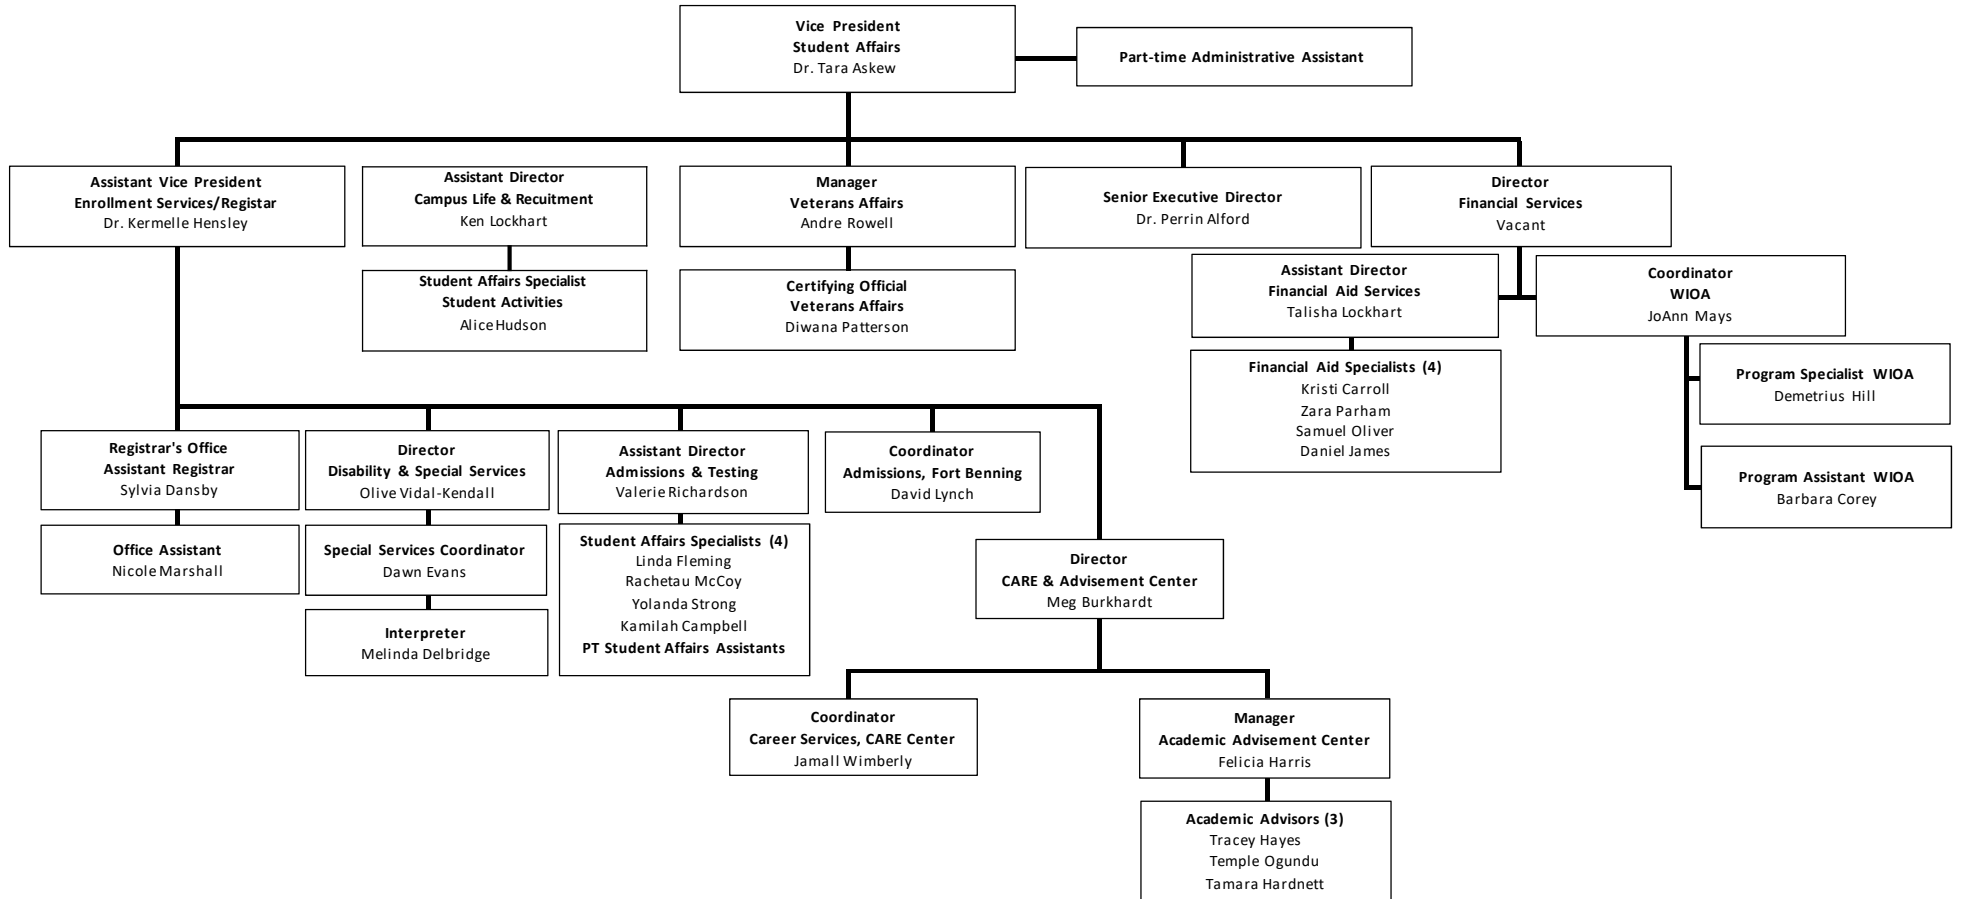 Vice President
Student Affairs
Dr. Tara Askew
Part-time Administrative Assistant
Assistant Vice President
Enrollment Services/Registar
Dr. Kermelle Hensley
Assistant Director
Campus Life & Recuitment
Ken Lockhart
Manager
Veterans Affairs
Andre Rowell
Senior Executive Director
Dr. Perrin Alford
Director
Financial Services
Vacant
Student Affairs Specialist
Student Activities
Alice Hudson
Certifying Official
Veterans Affairs
Diwana Patterson
Assistant Director
Financial Aid Services
Talisha Lockhart
Coordinator
WIOA
JoAnn Mays
Financial Aid Specialists (4)
Kristi Carroll
Zara Parham
Samuel Oliver
Daniel James
Program Specialist WIOA
Demetrius Hill
Program Assistant WIOA
Barbara Corey
Registrar's Office
Assistant Registrar
Sylvia Dansby
Director
Disability & Special Services
Olive Vidal-Kendall
Assistant Director
Admissions & Testing
Valerie Richardson
Coordinator
Admissions, Fort Benning
David Lynch
Office Assistant
Nicole Marshall
Special Services Coordinator
Dawn Evans
Student Affairs Specialists (4)
Linda Fleming
Rachetau McCoy
Yolanda Strong
Kamilah Campbell
PT Student Affairs Assistants
Director
CARE & Advisement Center
Meg Burkhardt
Interpreter
Melinda Delbridge
Coordinator
Career Services, CARE Center
Jamall Wimberly
Manager
Academic Advisement Center
Felicia Harris
Academic Advisors (3)
Tracey Hayes
Temple Ogundu
Tamara Hardnett